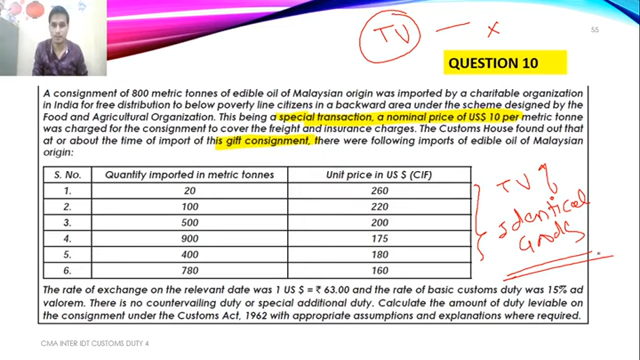 TV — x
55
QUESTION 10
A consignment of 800 metric tonnes of edible oil of Malaysian origin was imported by a charitable organization
in India for free distribution to below poverty line citizens in a backward area under the scheme designed by the
Food and Agricultural Organization. This being a special transaction, a nominal price of US$ 10 per metric tonne
was charged for the consignment to cover the freight and insurance charges. The Customs House found out that
at or about the time of import of this gift consignment, there were following imports of edible oil of Malaysian
origin:
S. No. Quantity imported in metric tonnes Unit price in US $ (CIF)
1. 20 260
2. 100 220
3. 500 200
4. 900 175
5. 400 180
6. 780 160
TV of
Identical
Goods
The rate of exchange on the relevant date was 1 US $ = ₹ 63.00 and the rate of basic customs duty was 15% ad
valorem. There is no countervailing duty or special additional duty. Calculate the amount of duty leviable on
the consignment under the Customs Act, 1962 with appropriate assumptions and explanations where required.
CMA INTER IDT CUSTOMS DUTY 4